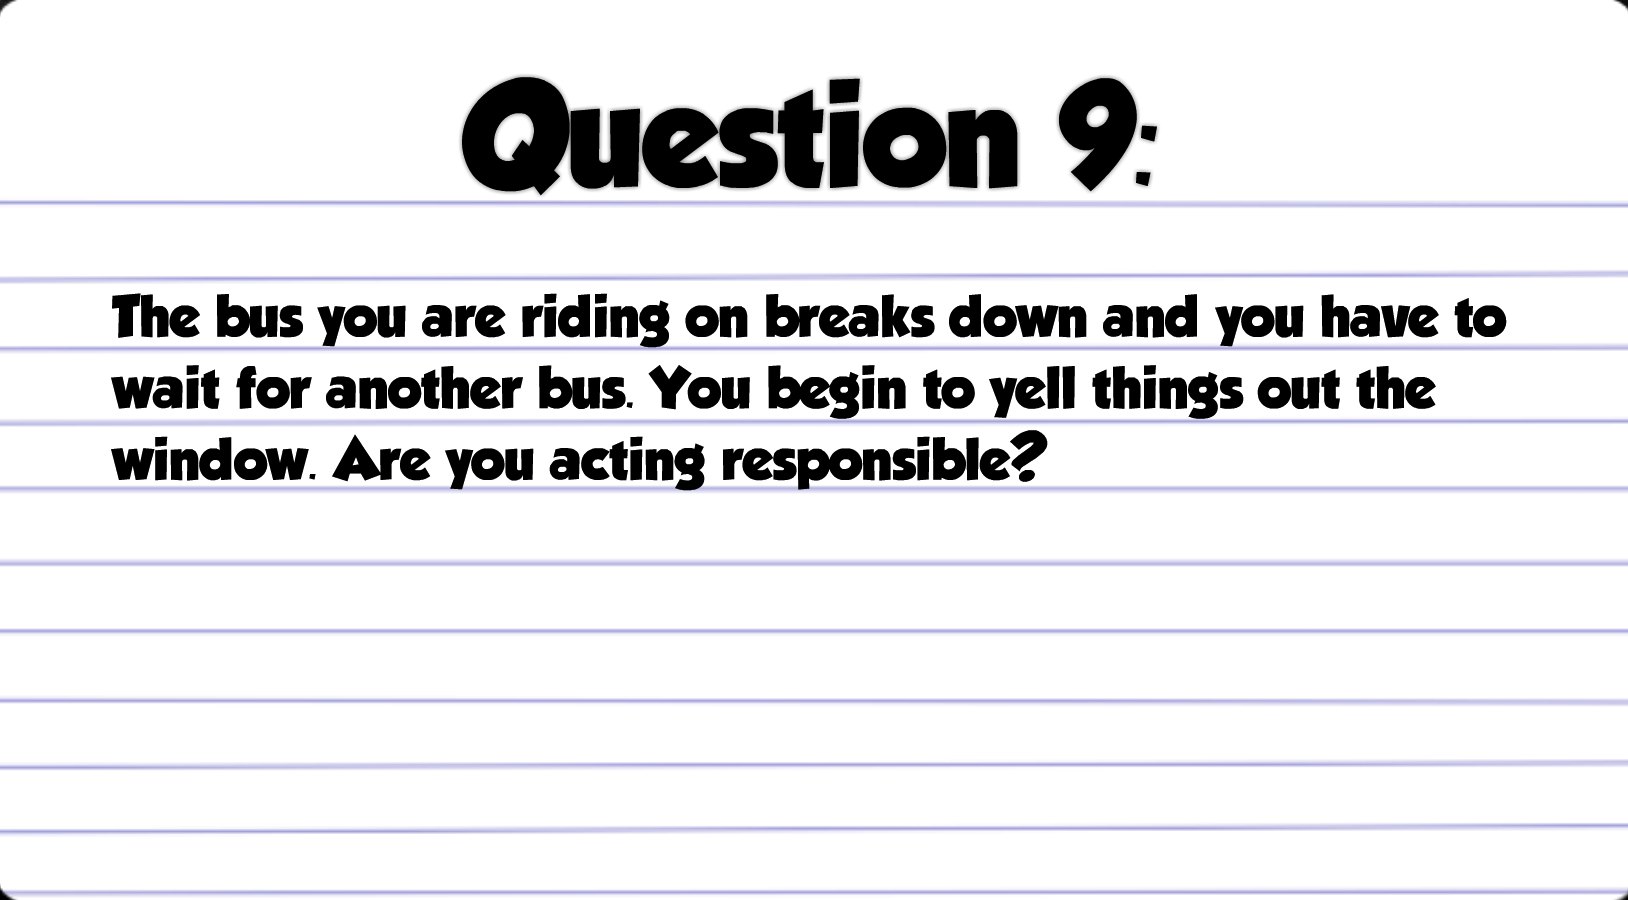 Question 9:
The bus you are riding on breaks down and you have to
wait for another bus. You begin to yell things out the
window. Are you acting responsible?